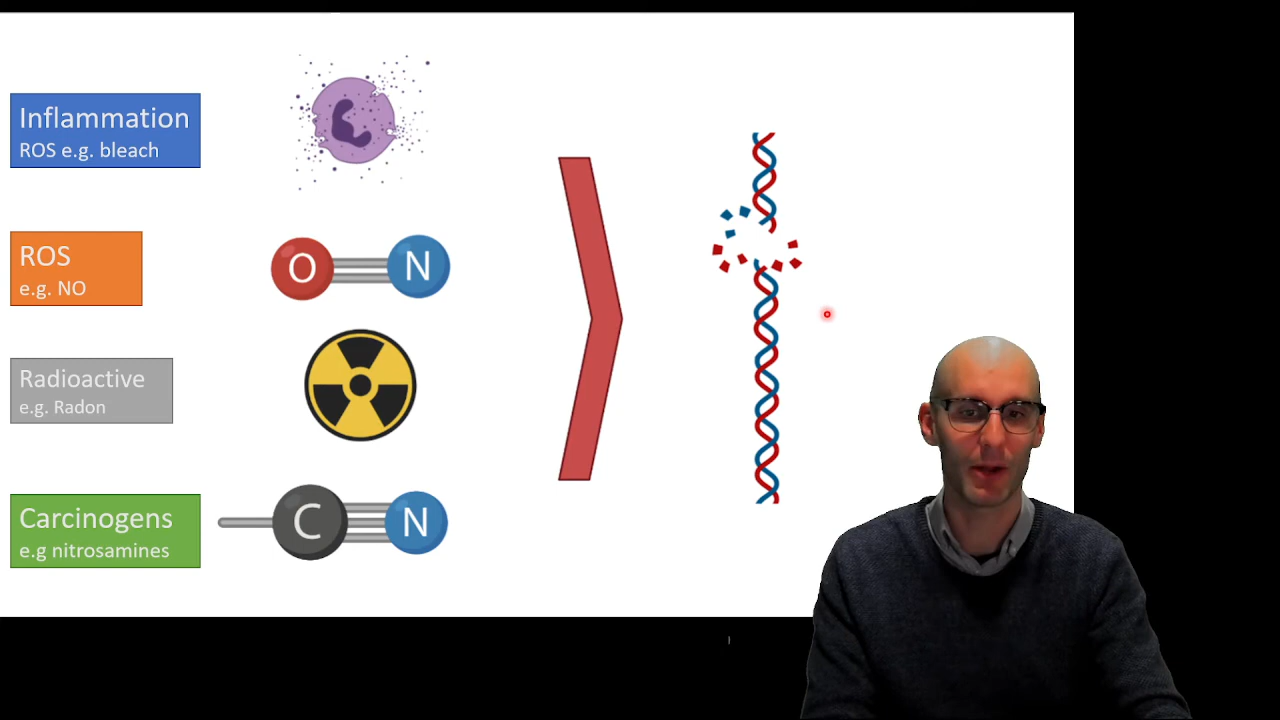 Inflammation
ROS e.g. bleach
ROS
e.g. NO
O N
Radioactive
e.g. Radon
Carcinogens
e.g nitrosamines
C N